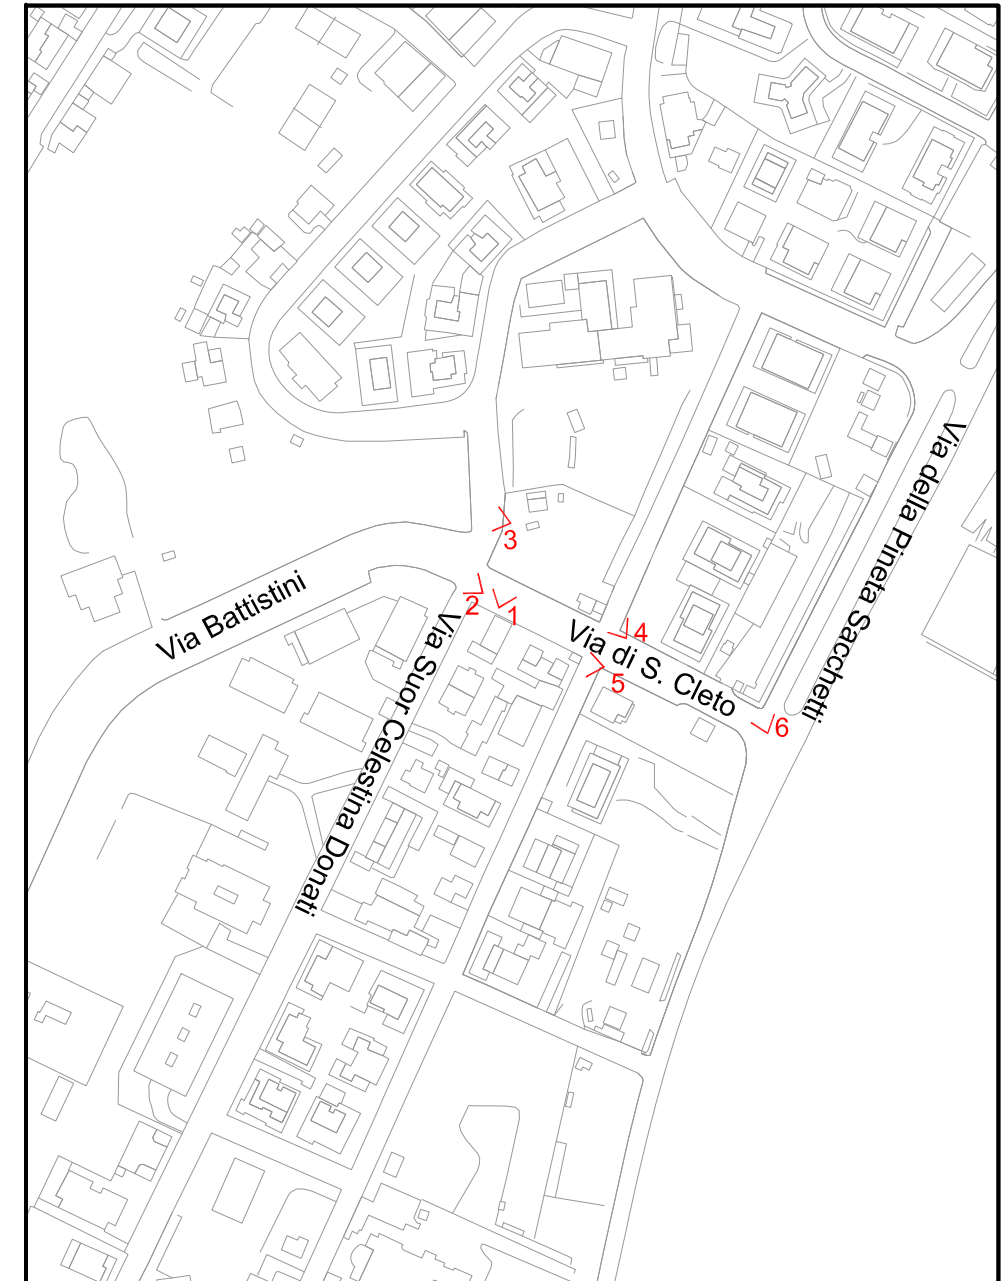 Via della Pineta Sacchetti
3
Via Battistini
2
1
Via Suor Celestina Donati
Via di S. Cleto
4
5
6